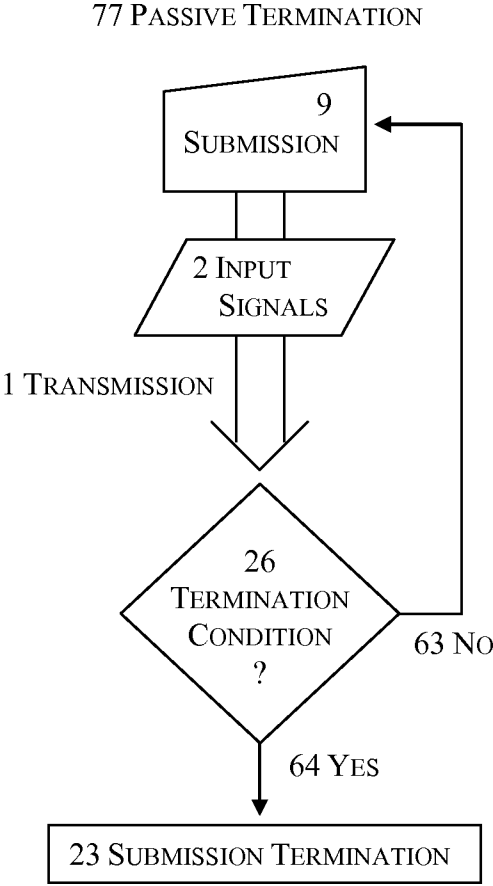 77 PASSIVE TERMINATION
9
SUBMISSION
2 INPUT
SIGNALS
1 TRANSMISSION
26
TERMINATION
CONDITION
?
63 NO
64 YES
23 SUBMISSION TERMINATION